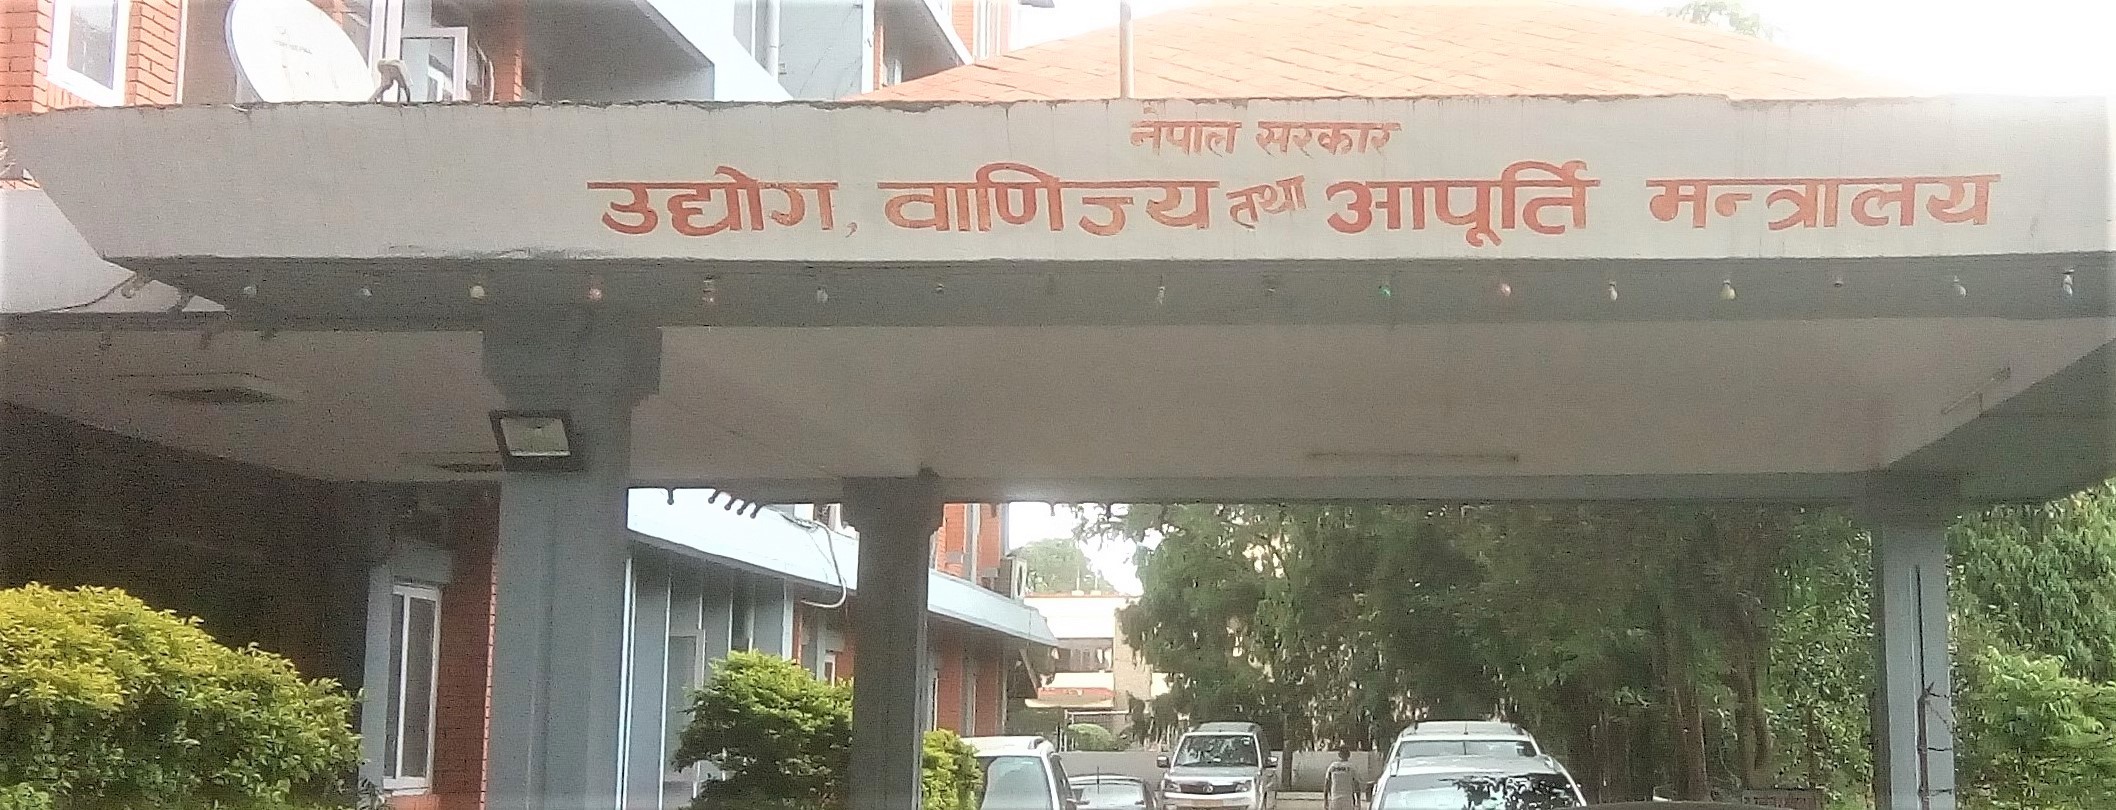 नेपाल सरकार
उद्योग, वाणिज्य तथा आपूर्ति मन्त्रालय